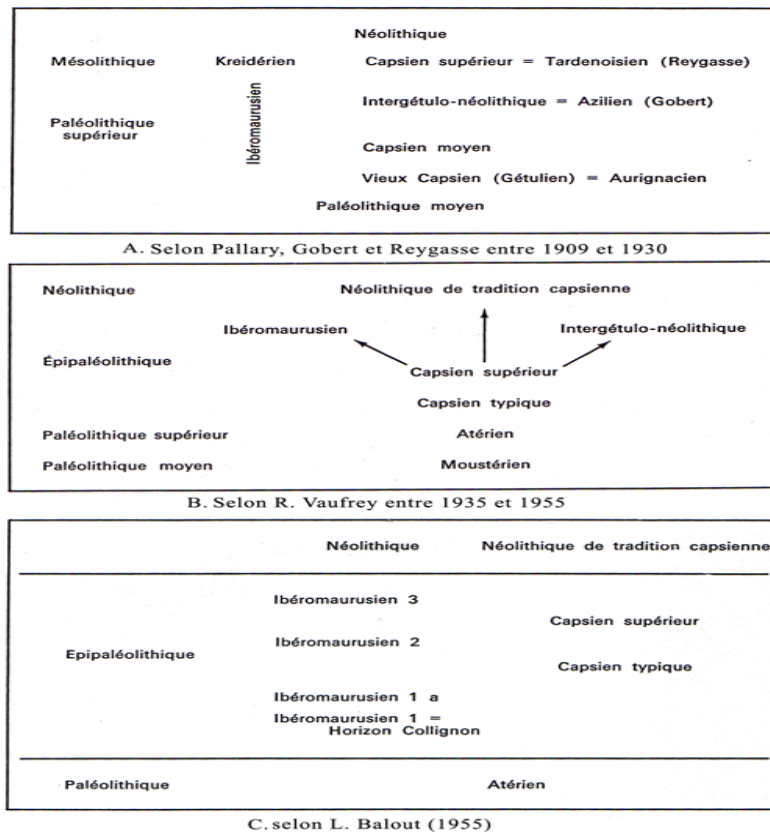 Néolithique
Mésolithique Kreidérien Capsien supérieur = Tardenoisien (Reygasse)
Ibéromaurusien
Intergétulo-néolithique = Azilien (Gobert)
Paléolithique
supérieur
Capsien moyen
Vieux Capsien (Gétulien) = Aurignacien
Paléolithique moyen
A. Selon Pallary, Gobert et Reygasse entre 1909 et 1930
Néolithique Néolithique de tradition capsienne
Ibéromaurusien Intergétulo-néolithique
Épipaléolithique
Capsien supérieur
Capsien typique
Paléolithique supérieur Atérien
Paléolithique moyen Moustérien
B. Selon R. Vaufrey entre 1935 et 1955
Néolithique Néolithique de tradition capsienne
Ibéromaurusien 3
Capsien supérieur
Ibéromaurusien 2
Epipaléolithique
Capsien typique
Ibéromaurusien 1 a
Ibéromaurusien 1 =
Horizon Collignon
Paléolithique Atérien
C. selon L. Balout (1955)